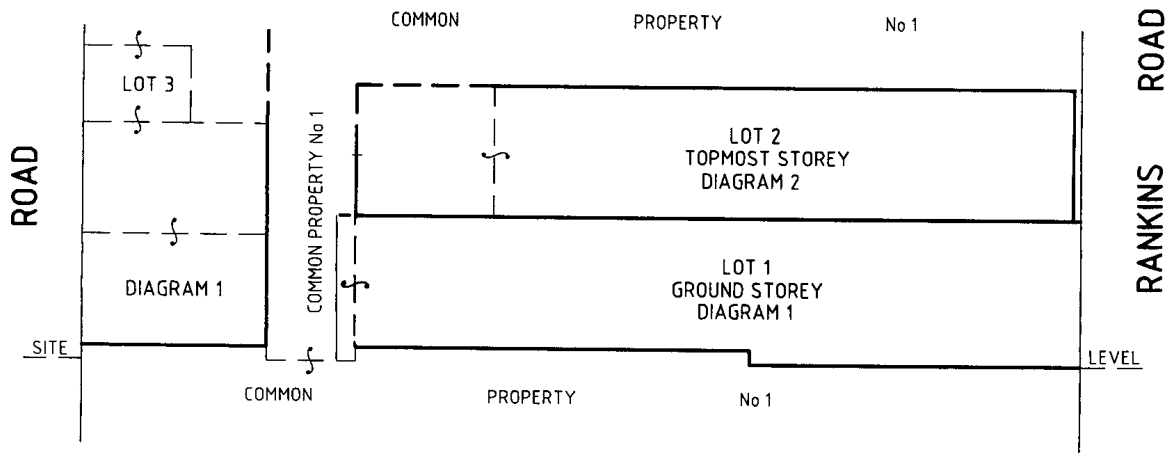 COMMON PROPERTY No 1
ROAD
LOT 3
COMMON PROPERTY No 1
LOT 2
TOPMOST STOREY
DIAGRAM 2
ROAD
RANKINS
DIAGRAM 1
LOT 1
GROUND STOREY
DIAGRAM 1
SITE
LEVEL
COMMON PROPERTY No 1